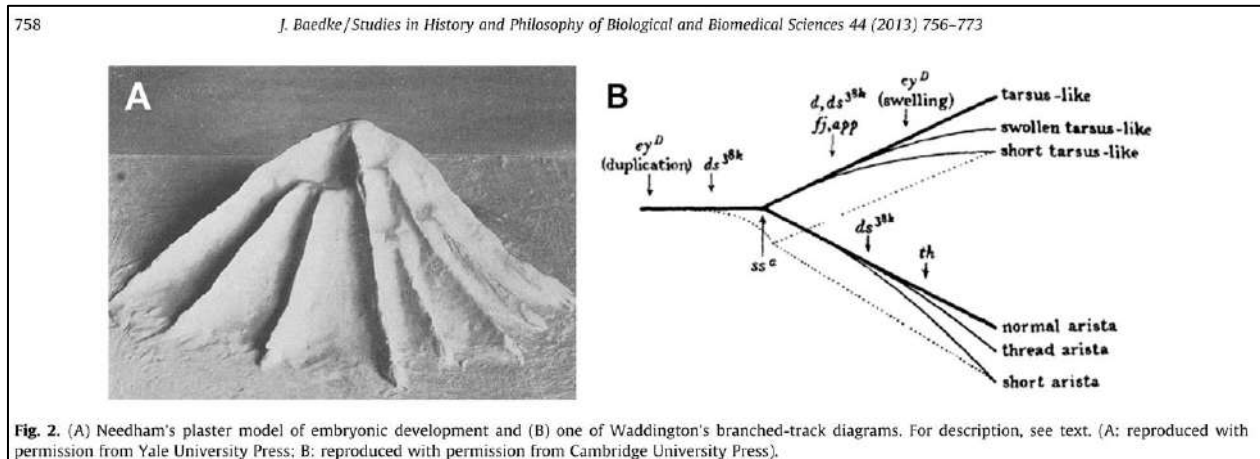 758
J. Baedke / Studies in History and Philosophy of Biological and Biomedical Sciences 44 (2013) 756–773
A
B
ey^D
(duplication)
ds^38k
d, ds^38k
fj, app
ey^D
(swelling)
tarsus-like
swollen tarsus-like
short tarsus-like
ss^a
ds^38k
th
normal arista
thread arista
short arista
Fig. 2. (A) Needham's plaster model of embryonic development and (B) one of Waddington's branched-track diagrams. For description, see text. (A: reproduced with
permission from Yale University Press; B: reproduced with permission from Cambridge University Press).